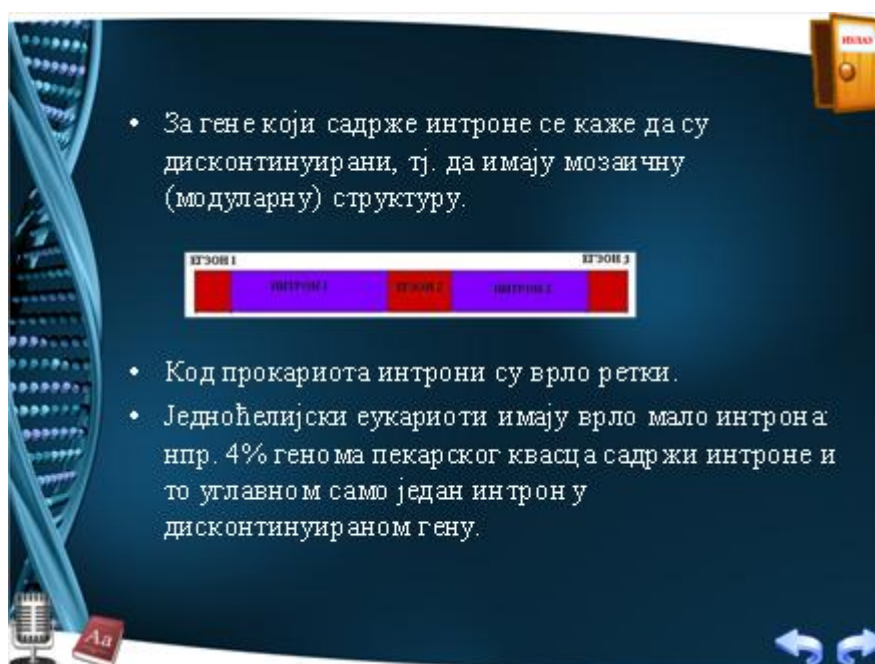 ИЗЛАЗ
• За гене који садрже интроне се каже да су
дисконтинуирани, тј. да имају мозаичну
(модуларну) структуру.
ЕГЗОН 1 ЕГЗОН 3
ИНТРОН 1 ЕГЗОН 2 ИНТРОН 2
• Код прокариота интрони су врло ретки.
• Једноћелијски еукариоти имају врло мало интрона:
нпр. 4% генома пекарског квасца садржи интроне и
то углавном само један интрон у
дисконтинуираном гену.
Aa